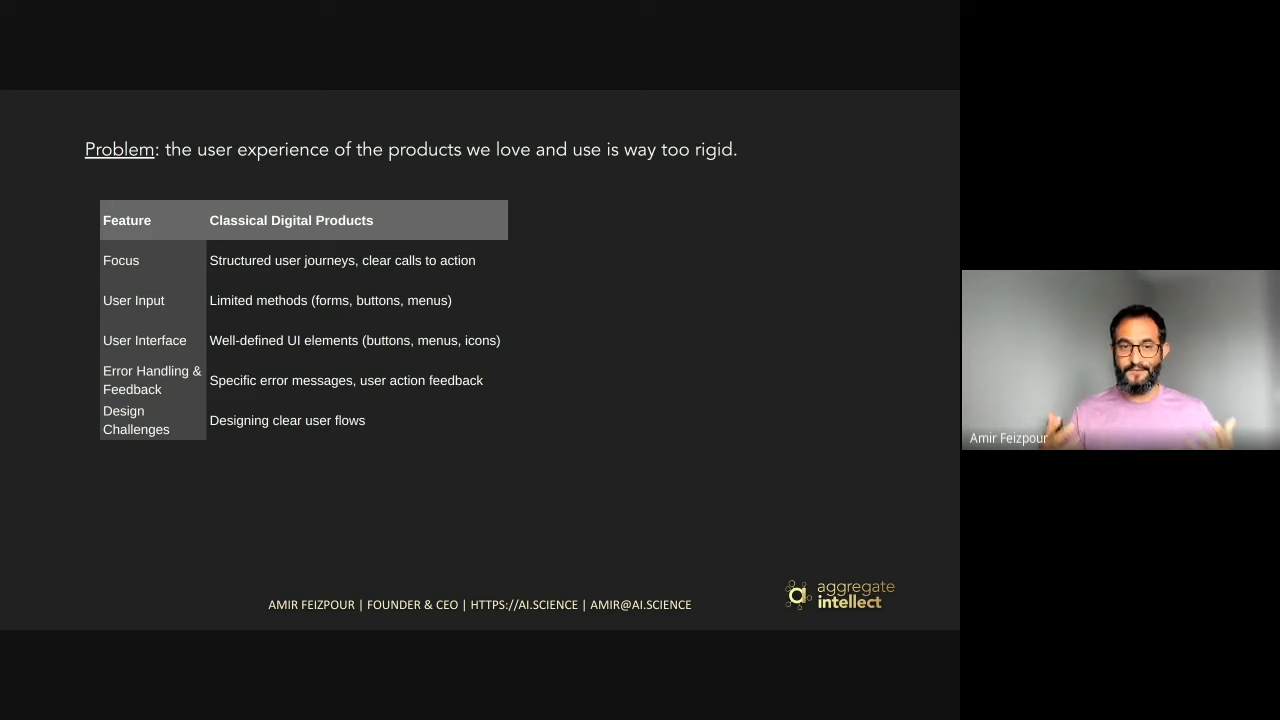 Problem: the user experience of the products we love and use is way too rigid.
Feature Classical Digital Products
Focus Structured user journeys, clear calls to action
User Input Limited methods (forms, buttons, menus)
User Interface Well-defined UI elements (buttons, menus, icons)
Error Handling &
Feedback
Specific error messages, user action feedback
Design
Challenges
Designing clear user flows
Amir Feizpour
AMIR FEIZPOUR | FOUNDER & CEO | HTTPS://AI.SCIENCE | AMIR@AI.SCIENCE
aggregate
intellect